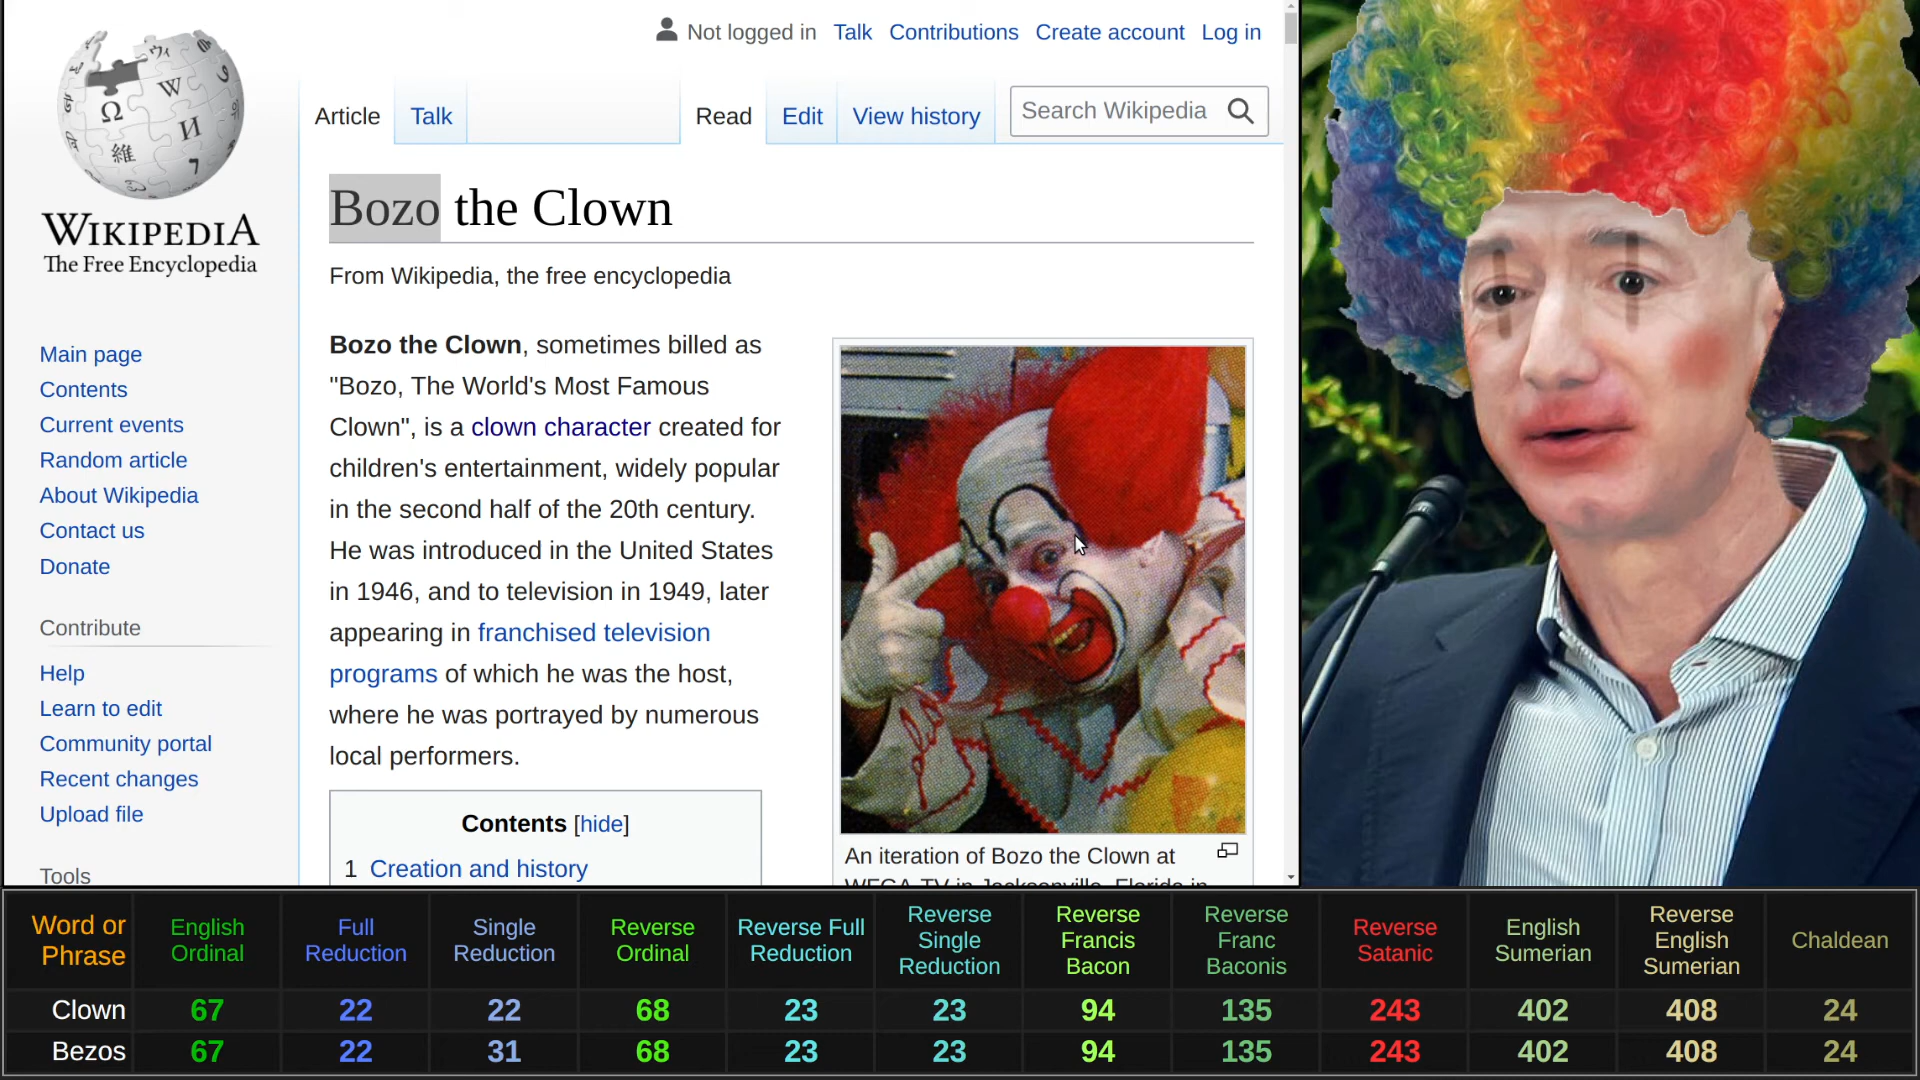 Not logged in Talk Contributions Create account Log in
Article Talk Read Edit View history Search Wikipedia
WIKIPEDIA
The Free Encyclopedia
Main page
Contents
Current events
Random article
About Wikipedia
Contact us
Donate
Contribute
Help
Learn to edit
Community portal
Recent changes
Upload file
Tools
Bozo the Clown
From Wikipedia, the free encyclopedia
Bozo the Clown, sometimes billed as
"Bozo, The World's Most Famous
Clown", is a clown character created for
children's entertainment, widely popular
in the second half of the 20th century.
He was introduced in the United States
in 1946, and to television in 1949, later
appearing in franchised television
programs of which he was the host,
where he was portrayed by numerous
local performers.
Contents [hide]
1 Creation and history
An iteration of Bozo the Clown at
Word or Phrase English Ordinal Full Reduction Single Reduction Reverse Ordinal Reverse Full Reduction Reverse Single Reduction Reverse Francis Bacon Reverse Franc Baconis Reverse Satanic English Sumerian Reverse English Sumerian Chaldean
Clown 67 22 22 68 23 23 94 135 243 402 408 24
Bezos 67 22 31 68 23 23 94 135 243 402 408 24